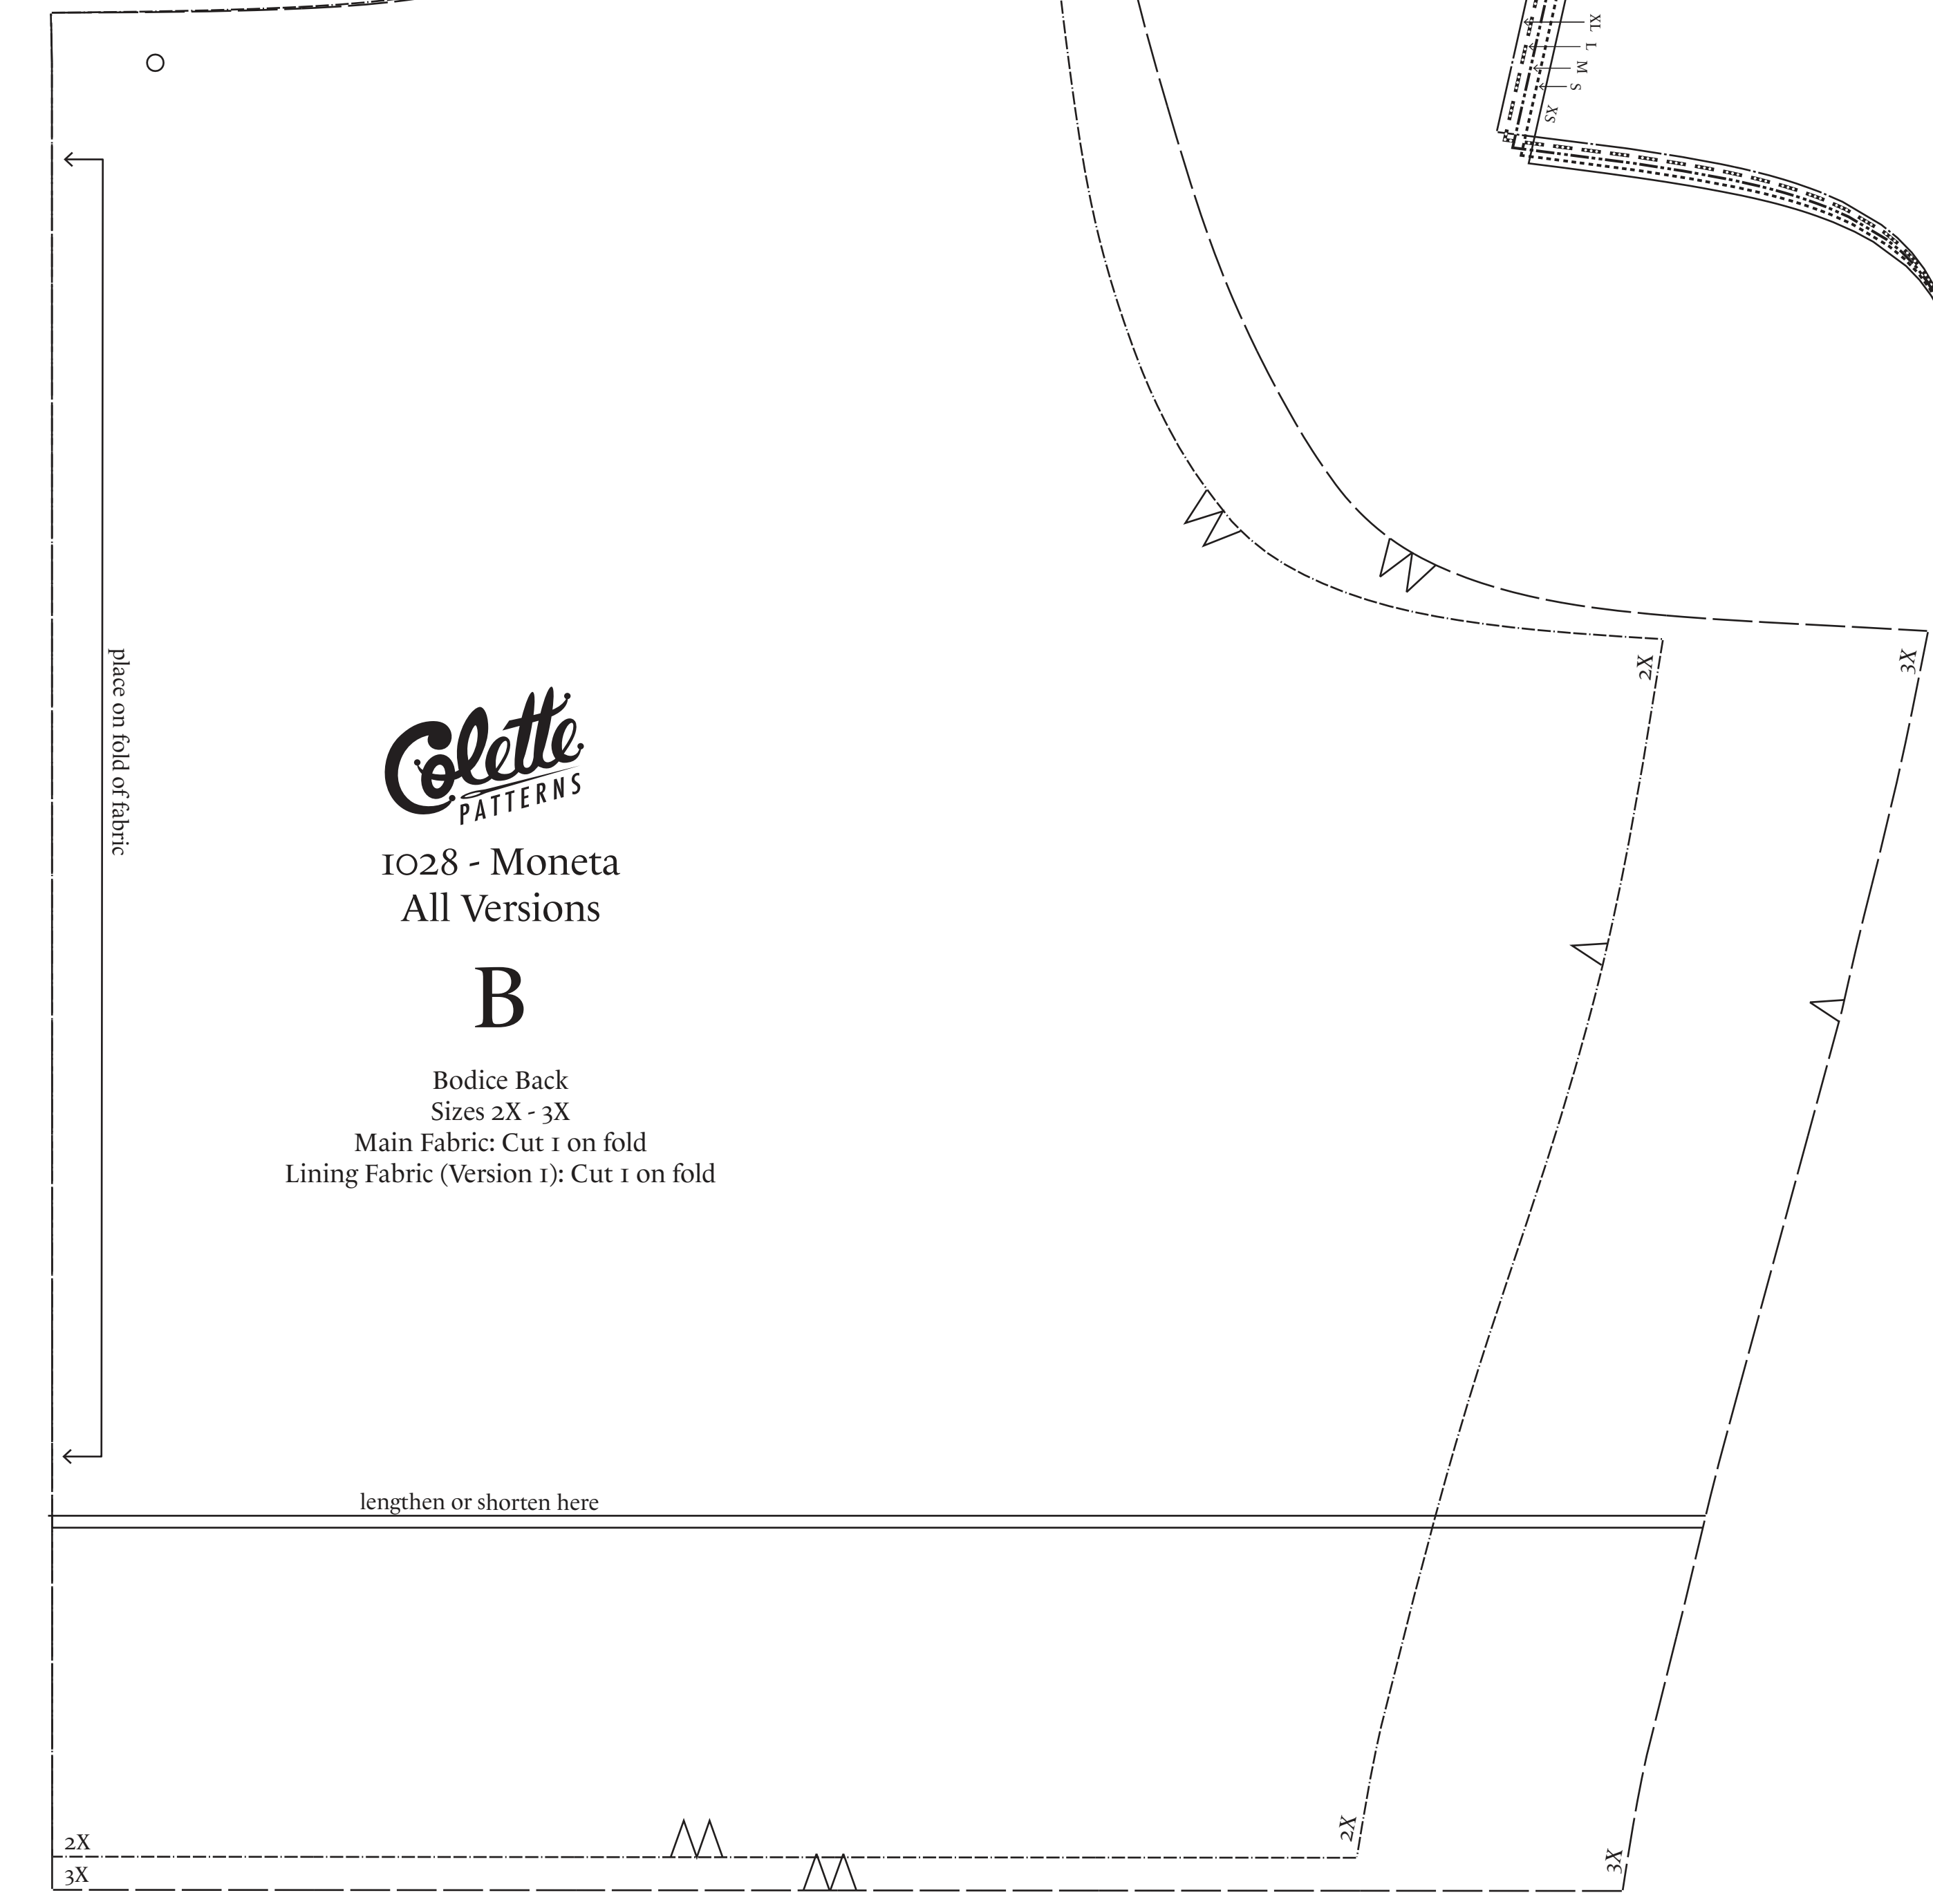 XL
L
M
S
XS
2X
3X
place on fold of fabric
Colette
PATTERNS
1028 - Moneta
All Versions
B
Bodice Back
Sizes 2X - 3X
Main Fabric: Cut 1 on fold
Lining Fabric (Version 1): Cut 1 on fold
lengthen or shorten here
2X
2X
3X
3X